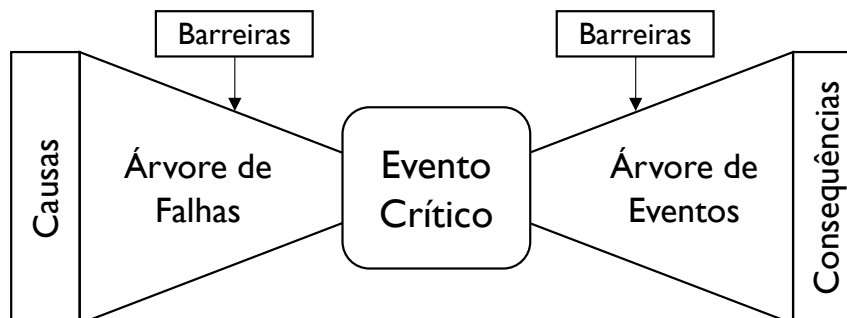 Barreiras
Barreiras
Causas
Árvore de
Falhas
Evento
Crítico
Árvore de
Eventos
Consequências